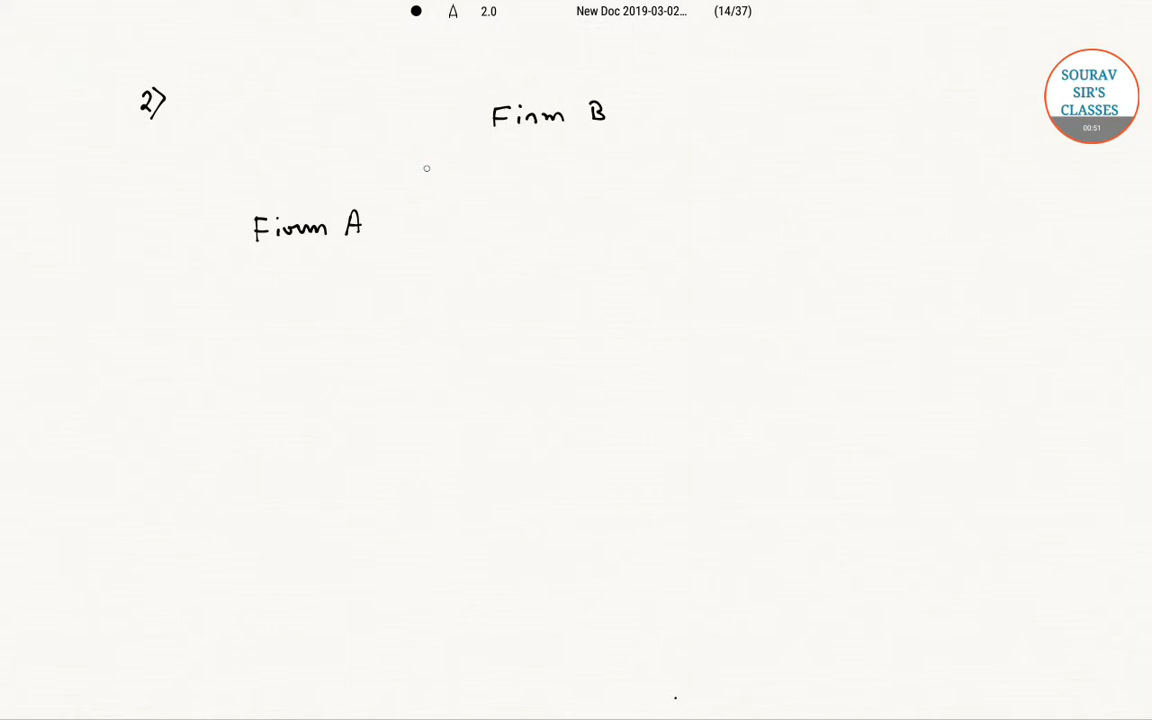 2.0 New Doc 2019-03-02... (14/37)
SOURAV
SIR'S
CLASSES
00:51
2)
Firm B
Firm A